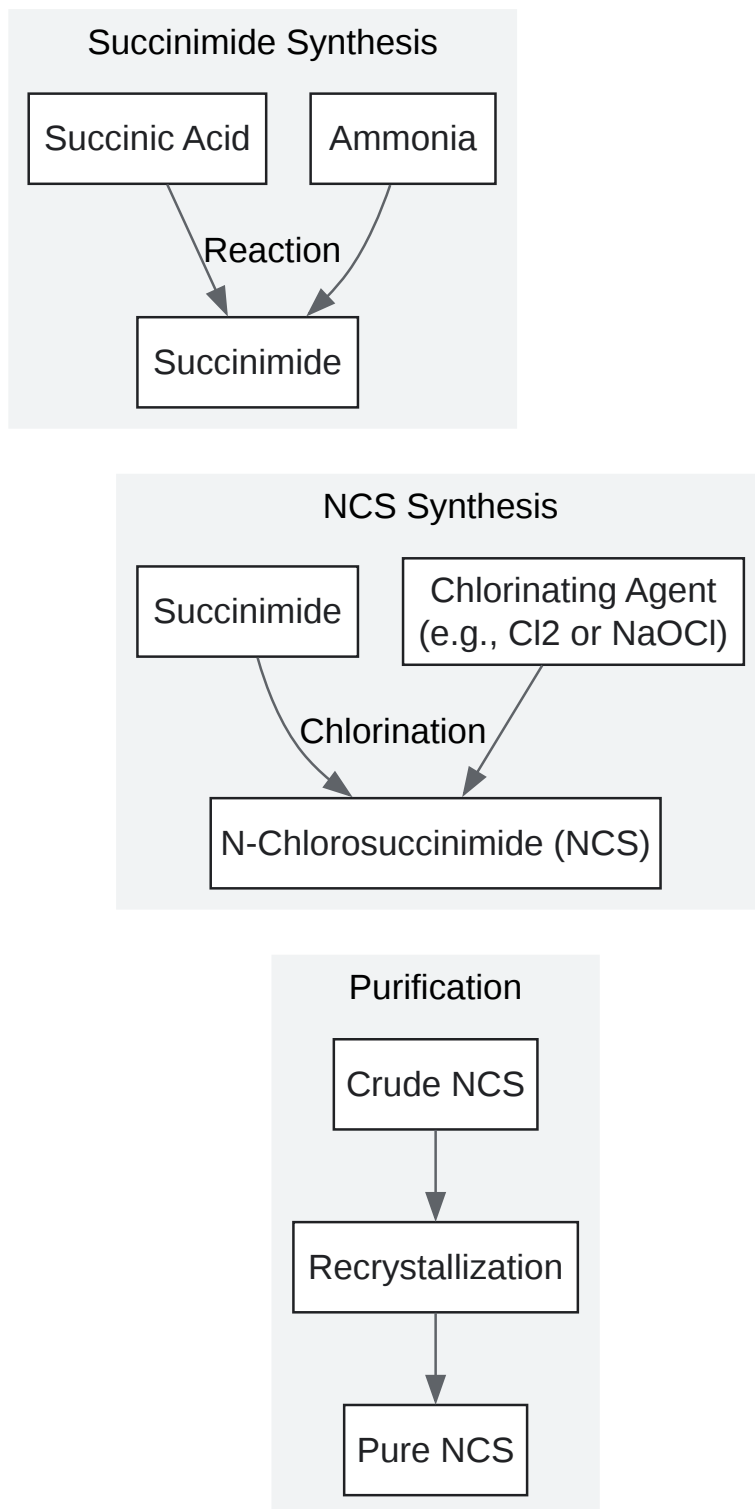 Succinimide Synthesis
Succinic Acid
Ammonia
Reaction
Succinimide
NCS Synthesis
Succinimide
Chlorinating Agent
(e.g., Cl2 or NaOCl)
Chlorination
N-Chlorosuccinimide (NCS)
Purification
Crude NCS
Recrystallization
Pure NCS